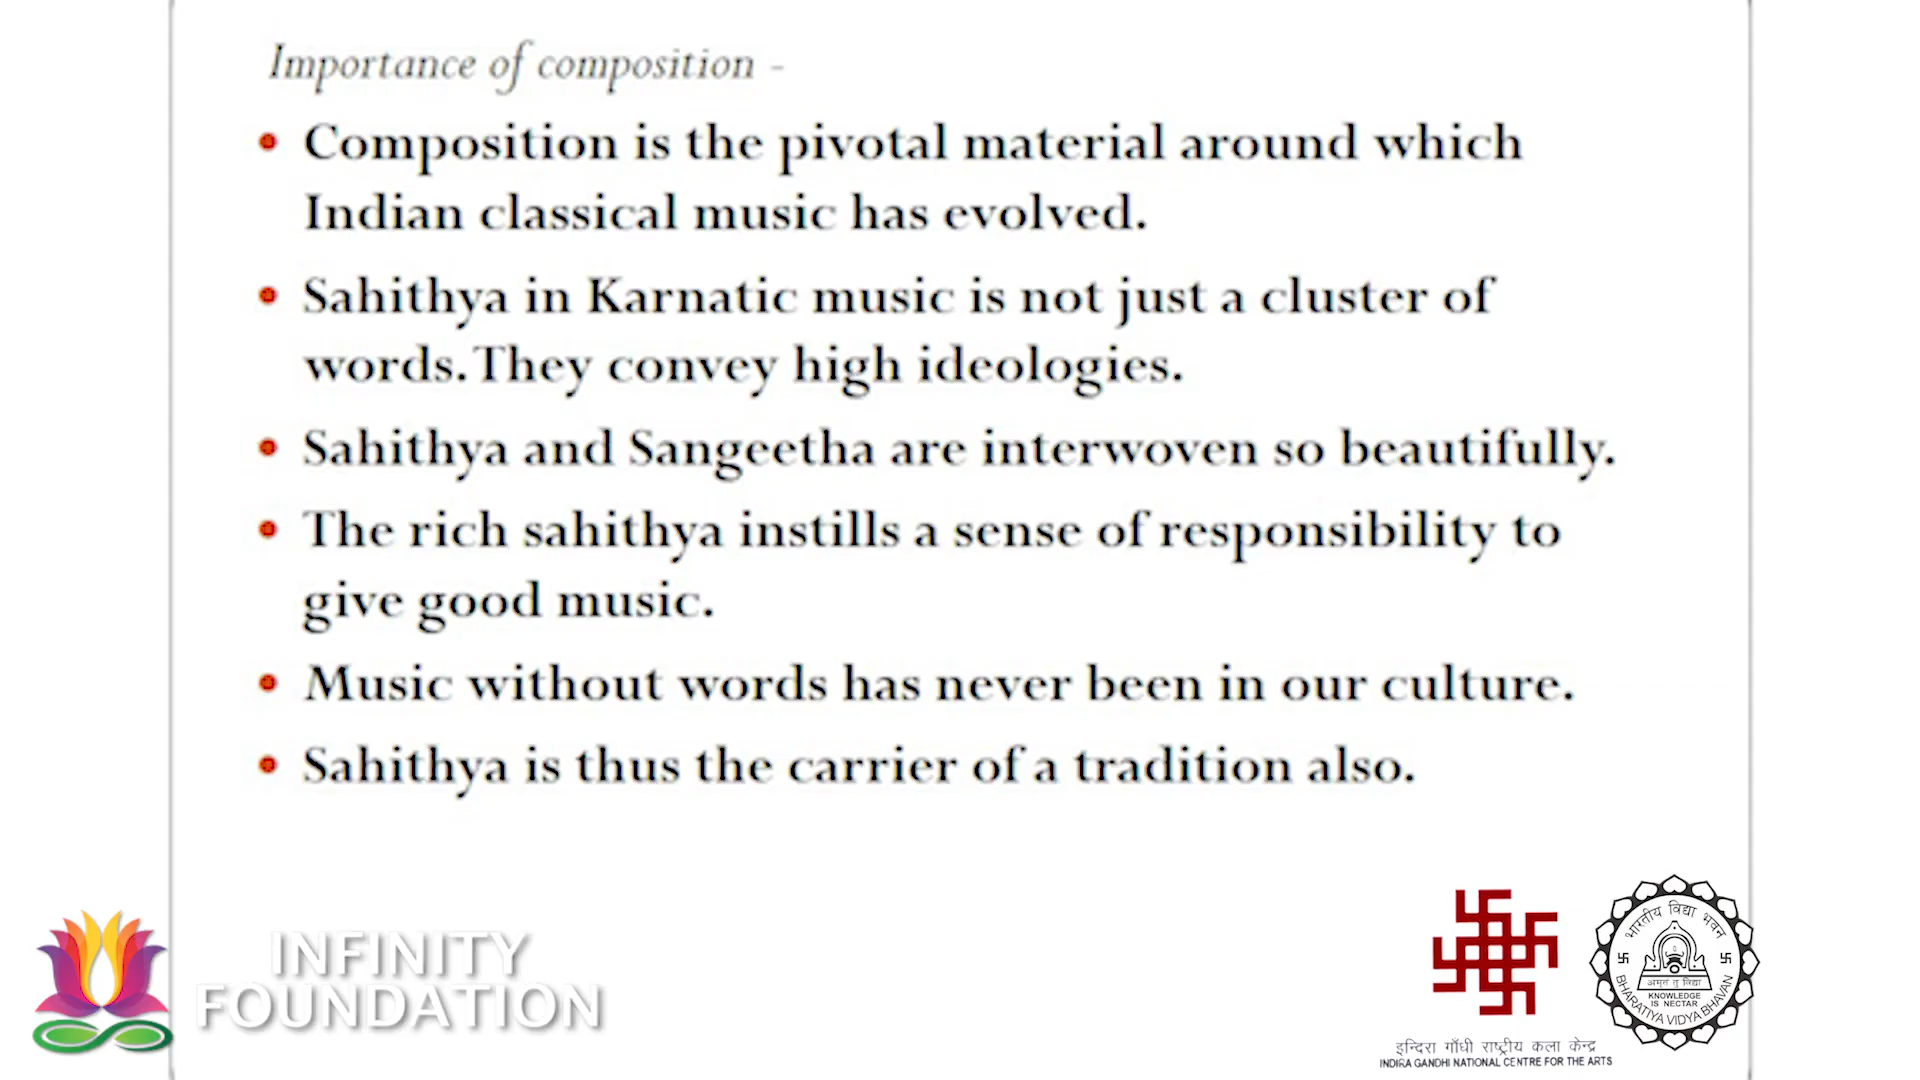 Importance of composition -
• Composition is the pivotal material around which
Indian classical music has evolved.
• Sahithya in Karnatic music is not just a cluster of
words. They convey high ideologies.
• Sahithya and Sangeetha are interwoven so beautifully.
• The rich sahithya instills a sense of responsibility to
give good music.
• Music without words has never been in our culture.
• Sahithya is thus the carrier of a tradition also.
INFINITY
FOUNDATION
इन्दिरा गाँधी राष्ट्रीय कला केन्द्र
INDIRA GANDHI NATIONAL CENTRE FOR THE ARTS
भारतीय विद्या भवन
अमृतं तु विद्या
KNOWLEDGE
IS NECTAR
BHARATIYA VIDYA BHAVAN